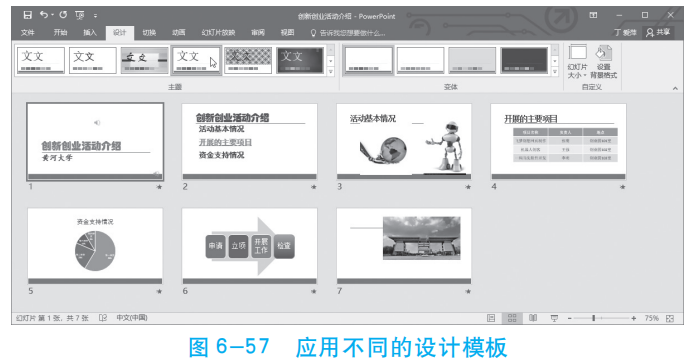 创新创业活动介绍 - PowerPoint
文件 开始 插入 设计 切换 动画 幻灯片放映 审阅 视图 告诉我您想要做什么... 共享
文文 文文 文文 文文 文文 文文
幻灯片大小 设置背景格式
主题 变体 自定义
创新创业活动介绍
黄河大学
1
创新创业活动介绍
活动基本情况
开展的主要项目
资金支持情况
2
活动基本情况
3
开展的主要项目
4
资金支持情况
5
申请 立项 开展工作 检查
6
7
幻灯片 第 1 张，共 7 张 中文(中国) 75%
图 6-57 应用不同的设计模板